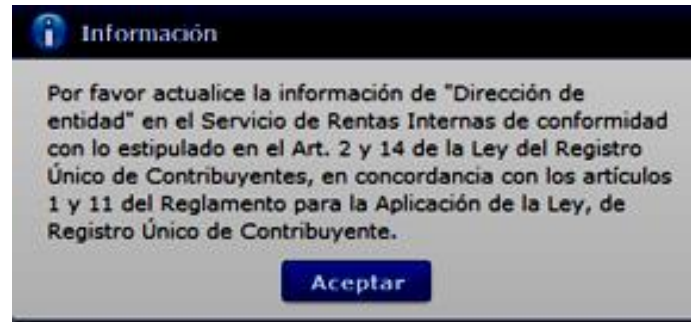 Información
Por favor actualice la información de "Dirección de
entidad" en el Servicio de Rentas Internas de conformidad
con lo estipulado en el Art. 2 y 14 de la Ley del Registro
Único de Contribuyentes, en concordancia con los artículos
1 y 11 del Reglamento para la Aplicación de la Ley, de
Registro Único de Contribuyente.
Aceptar